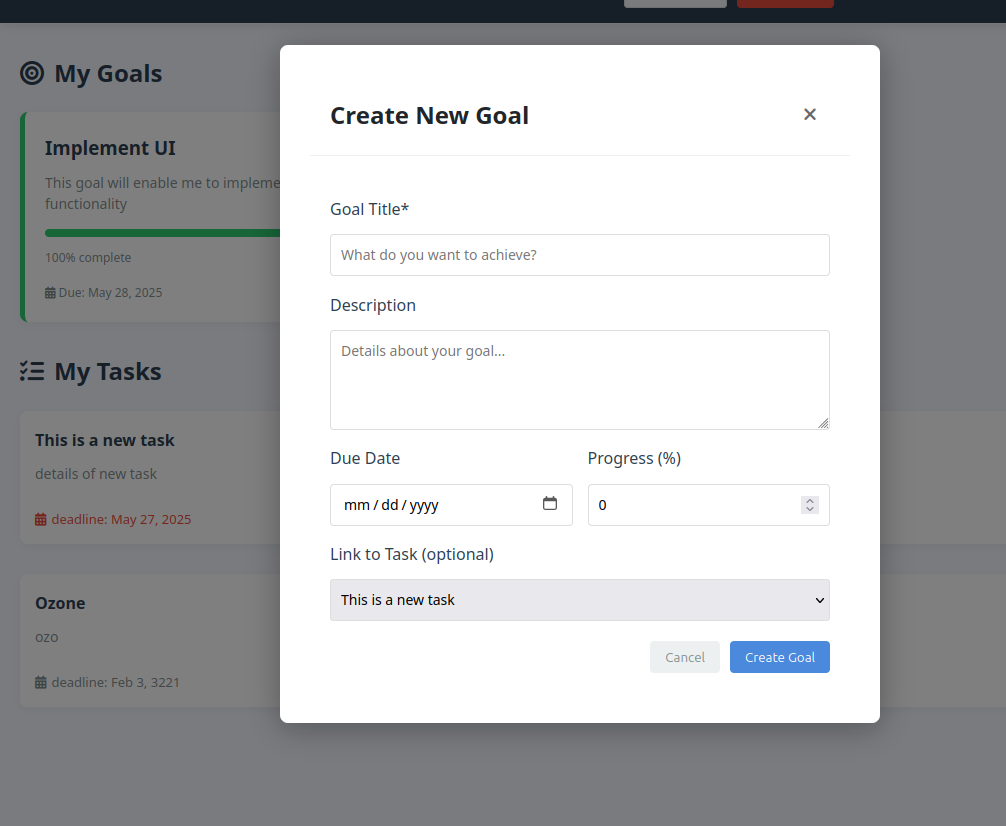 My Goals
Implement UI
This goal will enable me to impleme
functionality
100% complete
Due: May 28, 2025
My Tasks
This is a new task
details of new task
deadline: May 27, 2025
Ozone
ozo
deadline: Feb 3, 3221
Create New Goal
Goal Title*
What do you want to achieve?
Description
Details about your goal...
Due Date
Progress (%)
mm / dd / yyyy
0
Link to Task (optional)
This is a new task
Cancel
Create Goal